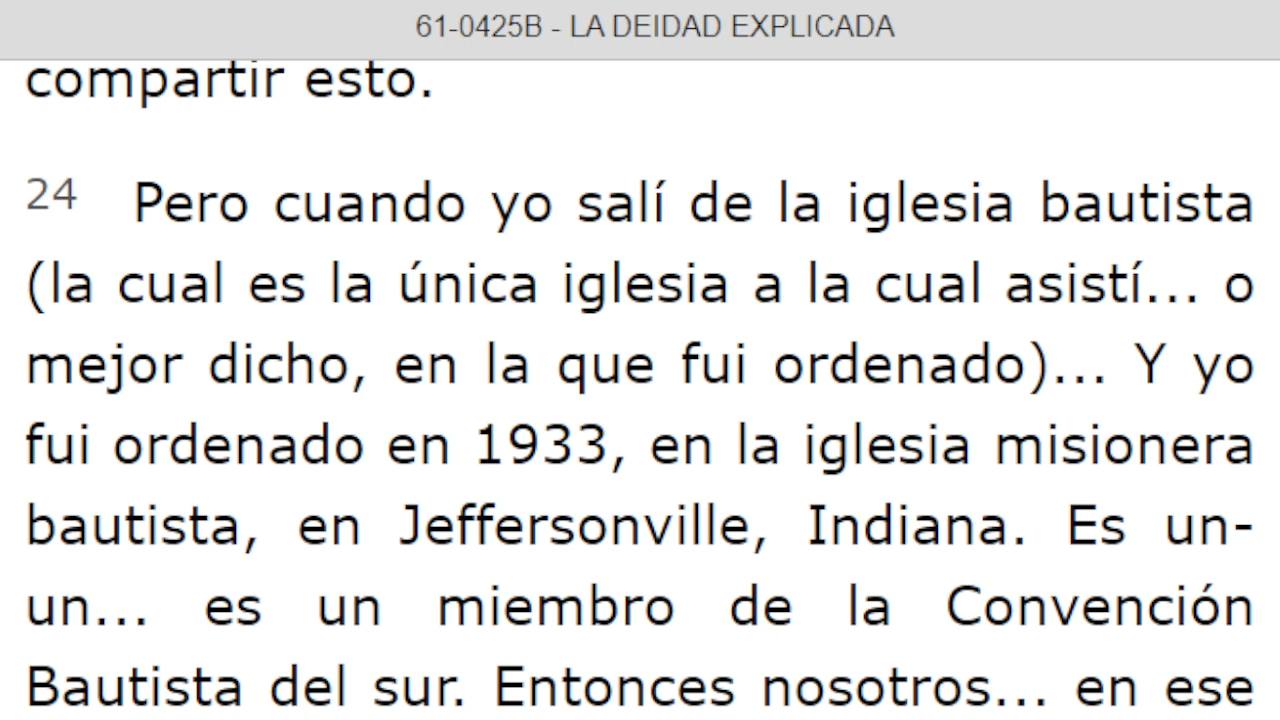 61-0425B - LA DEIDAD EXPLICADA
compartir esto.
24 Pero cuando yo salí de la iglesia bautista
(la cual es la única iglesia a la cual asistí... o
mejor dicho, en la que fui ordenado)... Y yo
fui ordenado en 1933, en la iglesia misionera
bautista, en Jeffersonville, Indiana. Es un-
un... es un miembro de la Convención
Bautista del sur. Entonces nosotros... en ese